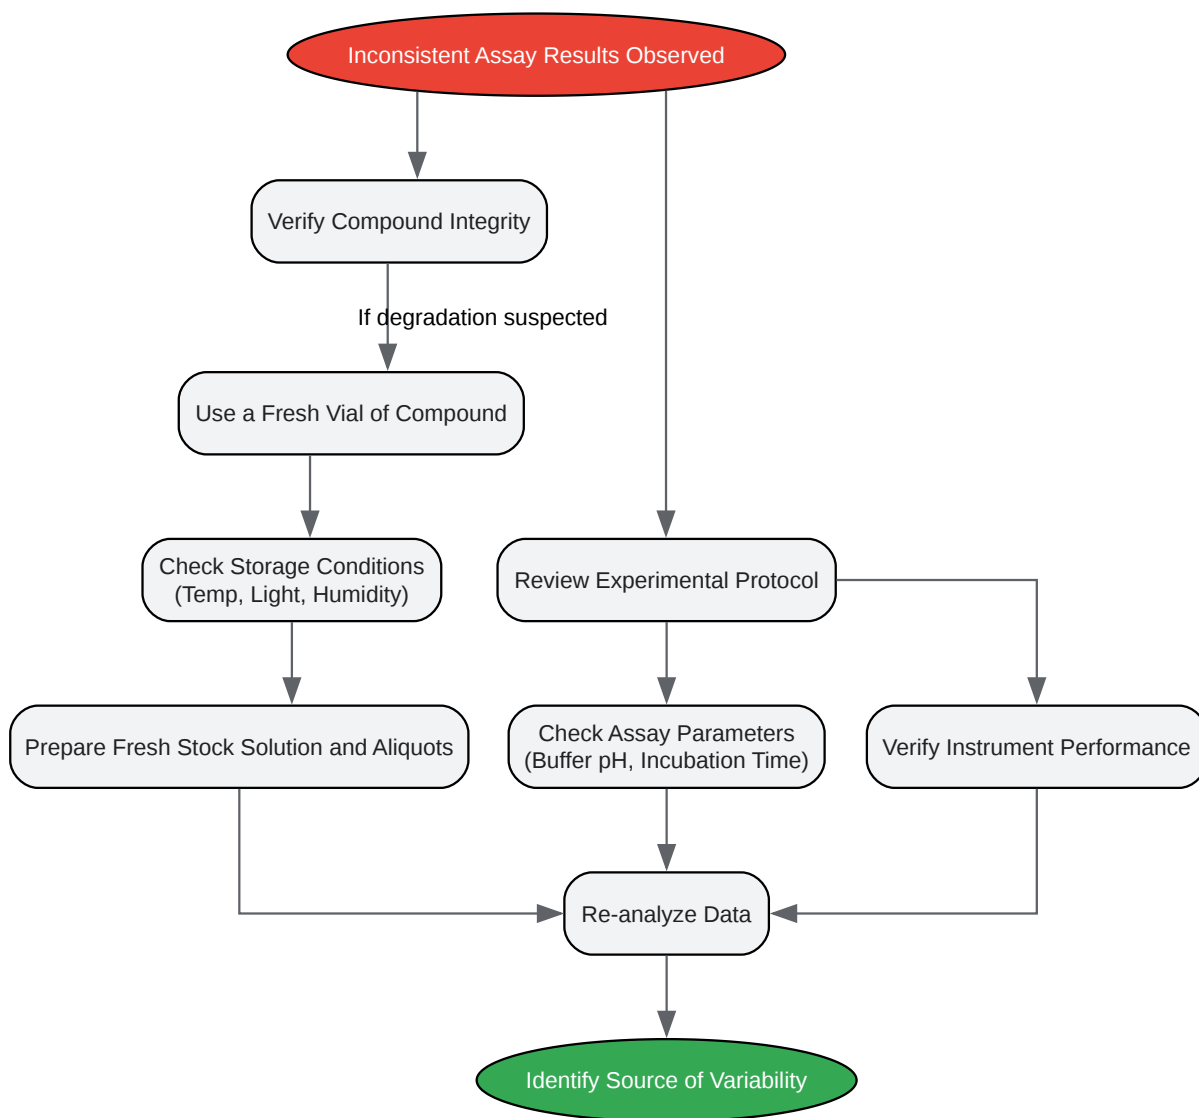 Inconsistent Assay Results Observed
Verify Compound Integrity
If degradation suspected
Use a Fresh Vial of Compound
Check Storage Conditions
(Temp, Light, Humidity)
Review Experimental Protocol
Prepare Fresh Stock Solution and Aliquots
Check Assay Parameters
(Buffer pH, Incubation Time)
Verify Instrument Performance
Re-analyze Data
Identify Source of Variability